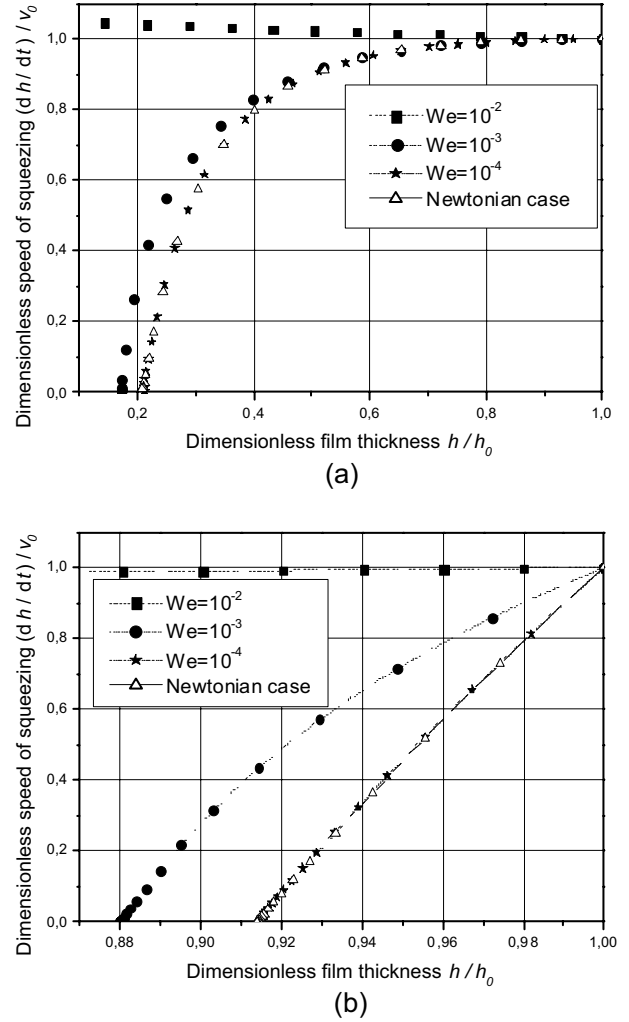 Dimensionless speed of squeezing (d h / dt) / v0
1,0
0,8
0,6
0,4
0,2
0,0
We=10-2
We=10-3
We=10-4
Newtonian case
0,2
0,4
0,6
0,8
1,0
Dimensionless film thickness h / h0
(a)
Dimensionless speed of squeezing (d h / dt) / v0
1,0
0,8
0,6
0,4
0,2
0,0
We=10-2
We=10-3
We=10-4
Newtonian case
0,88
0,90
0,92
0,94
0,96
0,98
1,00
Dimensionless film thickness h / h0
(b)